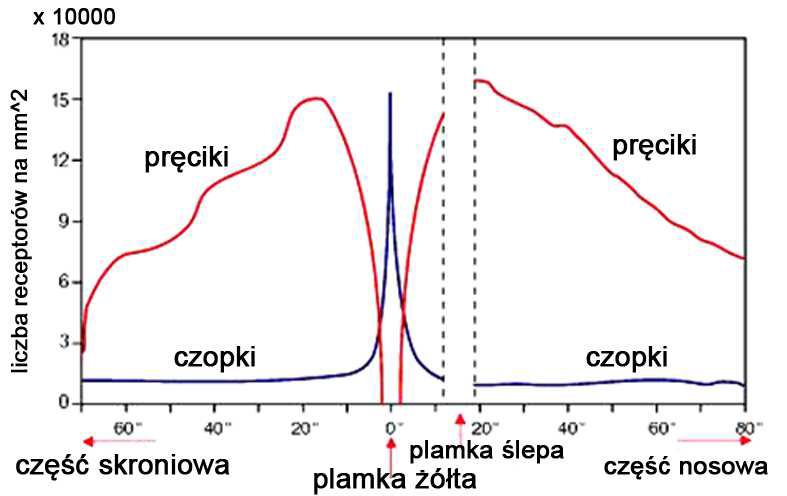 x 10000
18
15
12
9
6
3
0
liczba receptorów na mm^2
pręciki
pręciki
czopki
czopki
60" 40" 20" 0" 20" 40" 60" 80"
część skroniowa
plamka żółta
plamka ślepa
część nosowa